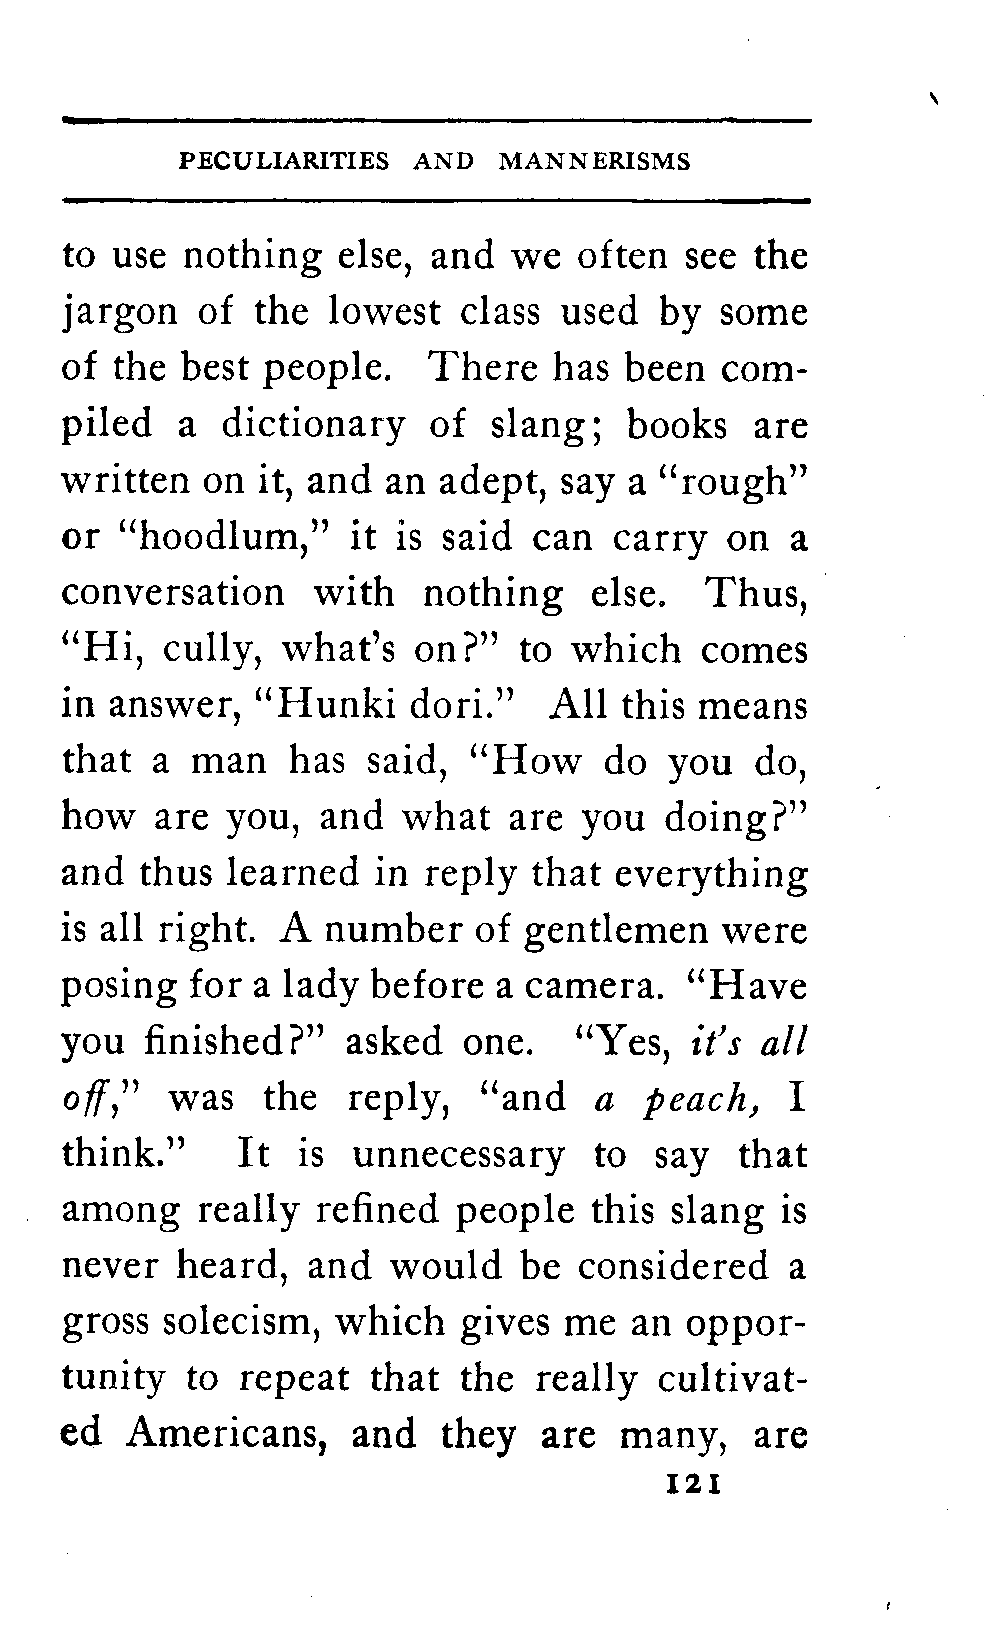 PECULIARITIES AND MANNERISMS
to use nothing else, and we often see the
jargon of the lowest class used by some
of the best people. There has been com-
piled a dictionary of slang; books are
written on it, and an adept, say a “rough”
or “hoodlum,” it is said can carry on a
conversation with nothing else. Thus,
“Hi, cully, what’s on?” to which comes
in answer, “Hunki dori.” All this means
that a man has said, “How do you do,
how are you, and what are you doing?”
and thus learned in reply that everything
is all right. A number of gentlemen were
posing for a lady before a camera. “Have
you finished?” asked one. “Yes, it’s all
off,” was the reply, “and a peach, I
think.” It is unnecessary to say that
among really refined people this slang is
never heard, and would be considered a
gross solecism, which gives me an oppor-
tunity to repeat that the really cultivat-
ed Americans, and they are many, are
121